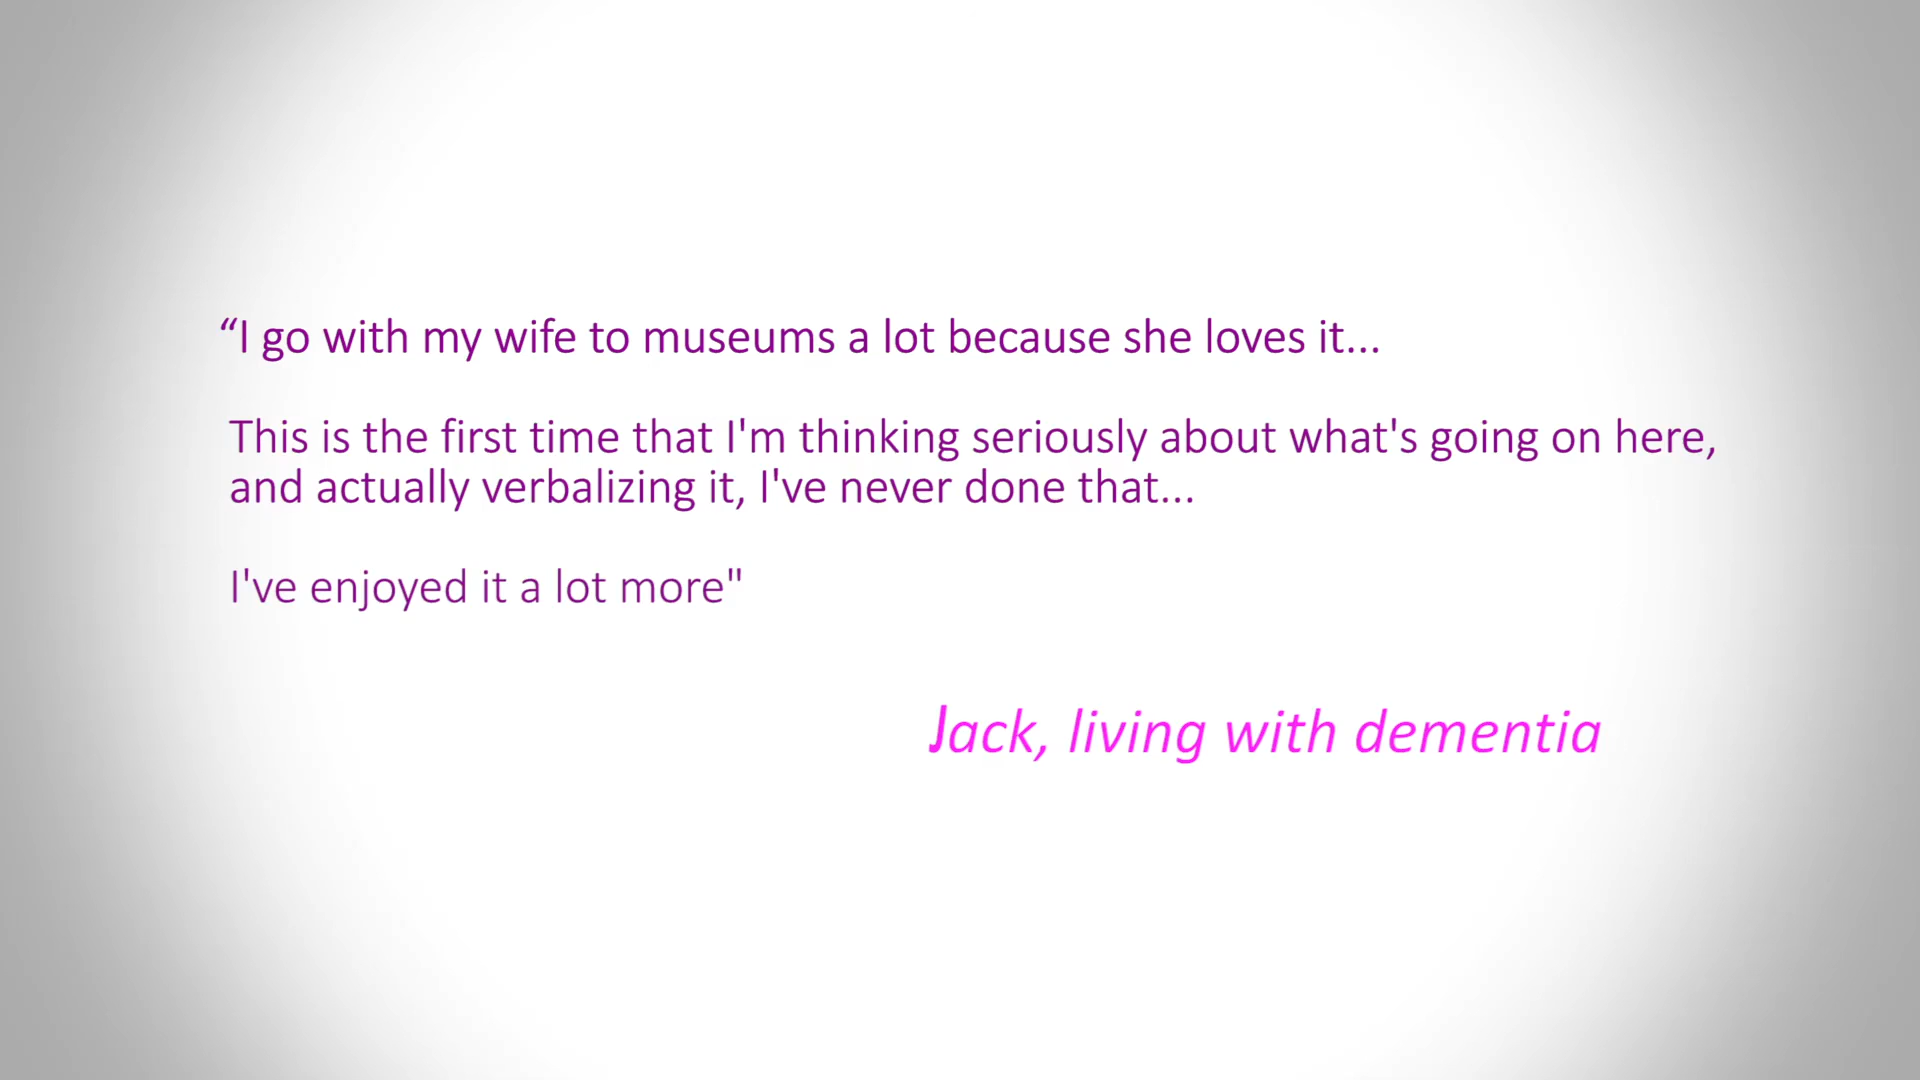 “I go with my wife to museums a lot because she loves it...
This is the first time that I'm thinking seriously about what's going on here,
and actually verbalizing it, I've never done that...
I've enjoyed it a lot more"
Jack, living with dementia